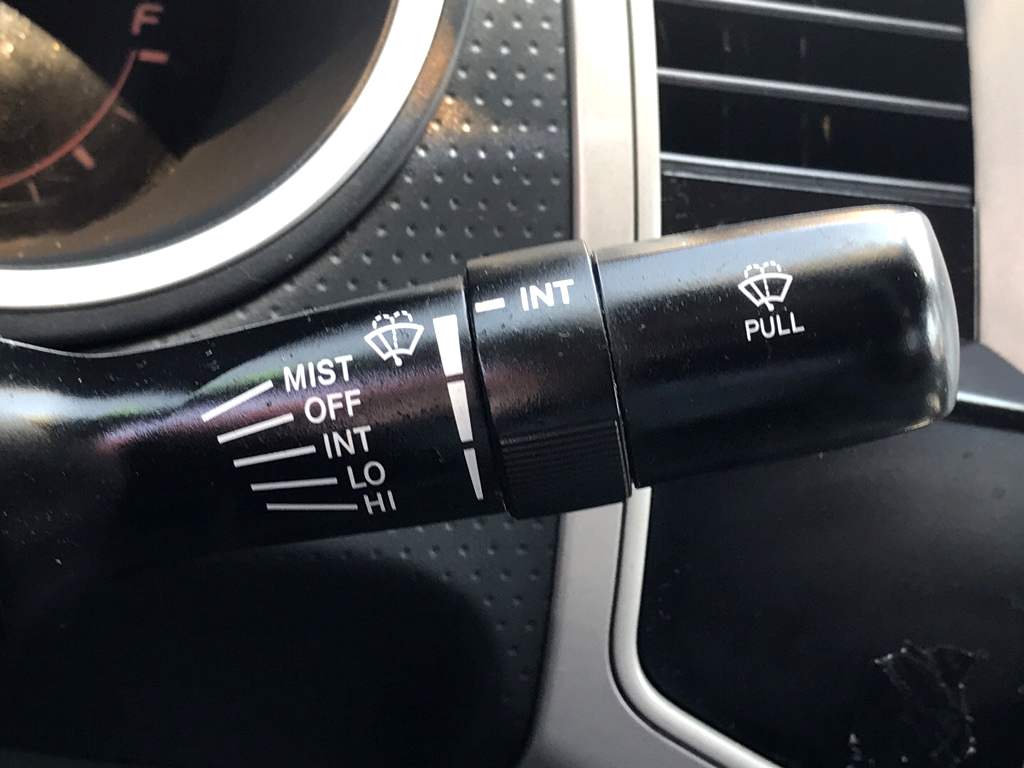 F
INT
PULL
MIST
OFF
INT
LO
HI